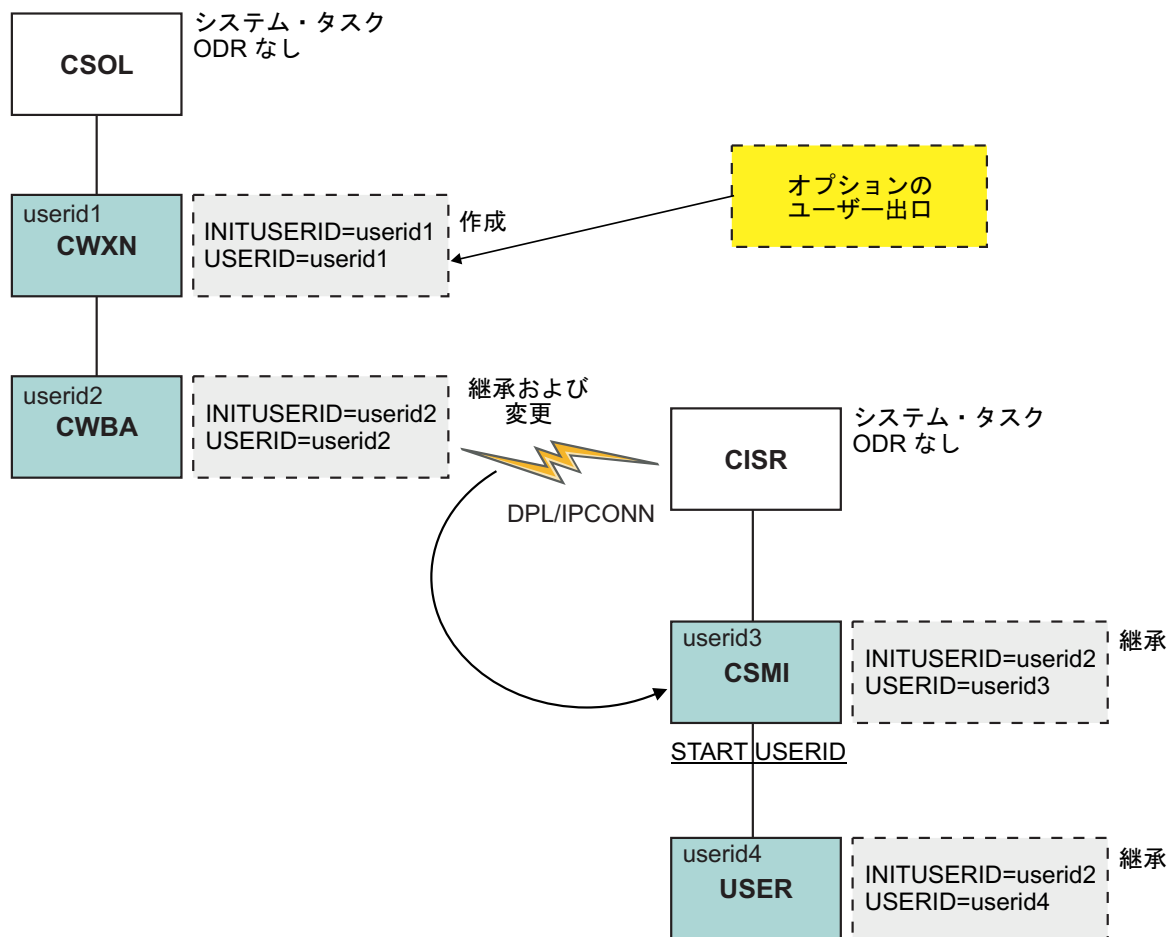 システム・タスク
ODR なし
CSOL
userid1
CWXN
INITUSERID=userid1
USERID=userid1
作成
オプションの
ユーザー出口
userid2
CWBA
INITUSERID=userid2
USERID=userid2
継承および
変更
DPL/IPCONN
システム・タスク
ODR なし
CISR
userid3
CSMI
INITUSERID=userid2
USERID=userid3
継承
START USERID
userid4
USER
INITUSERID=userid2
USERID=userid4
継承